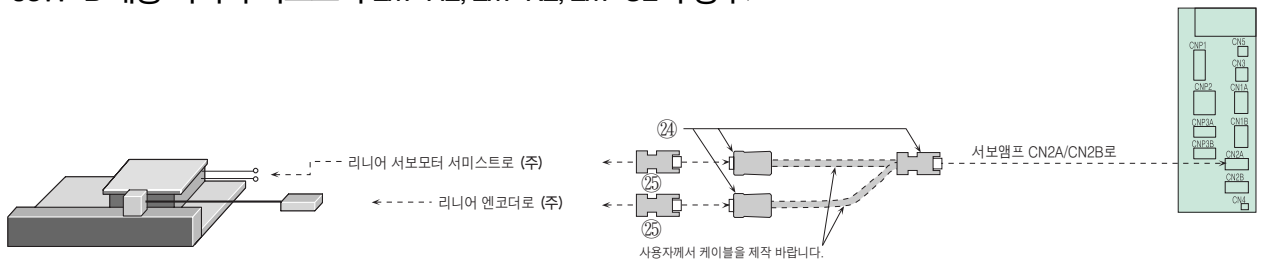 CNP1
CN5
CN3
CNP2
CN1A
CNP3A
CN1B
CNP3B
CN2A
CN2B
CN4
㉔
서보앰프 CN2A/CN2B로
리니어 서보모터 서미스트로 (주)
㉕
리니어 엔코더로 (주)
㉕
사용자께서 케이블을 제작 바랍니다.